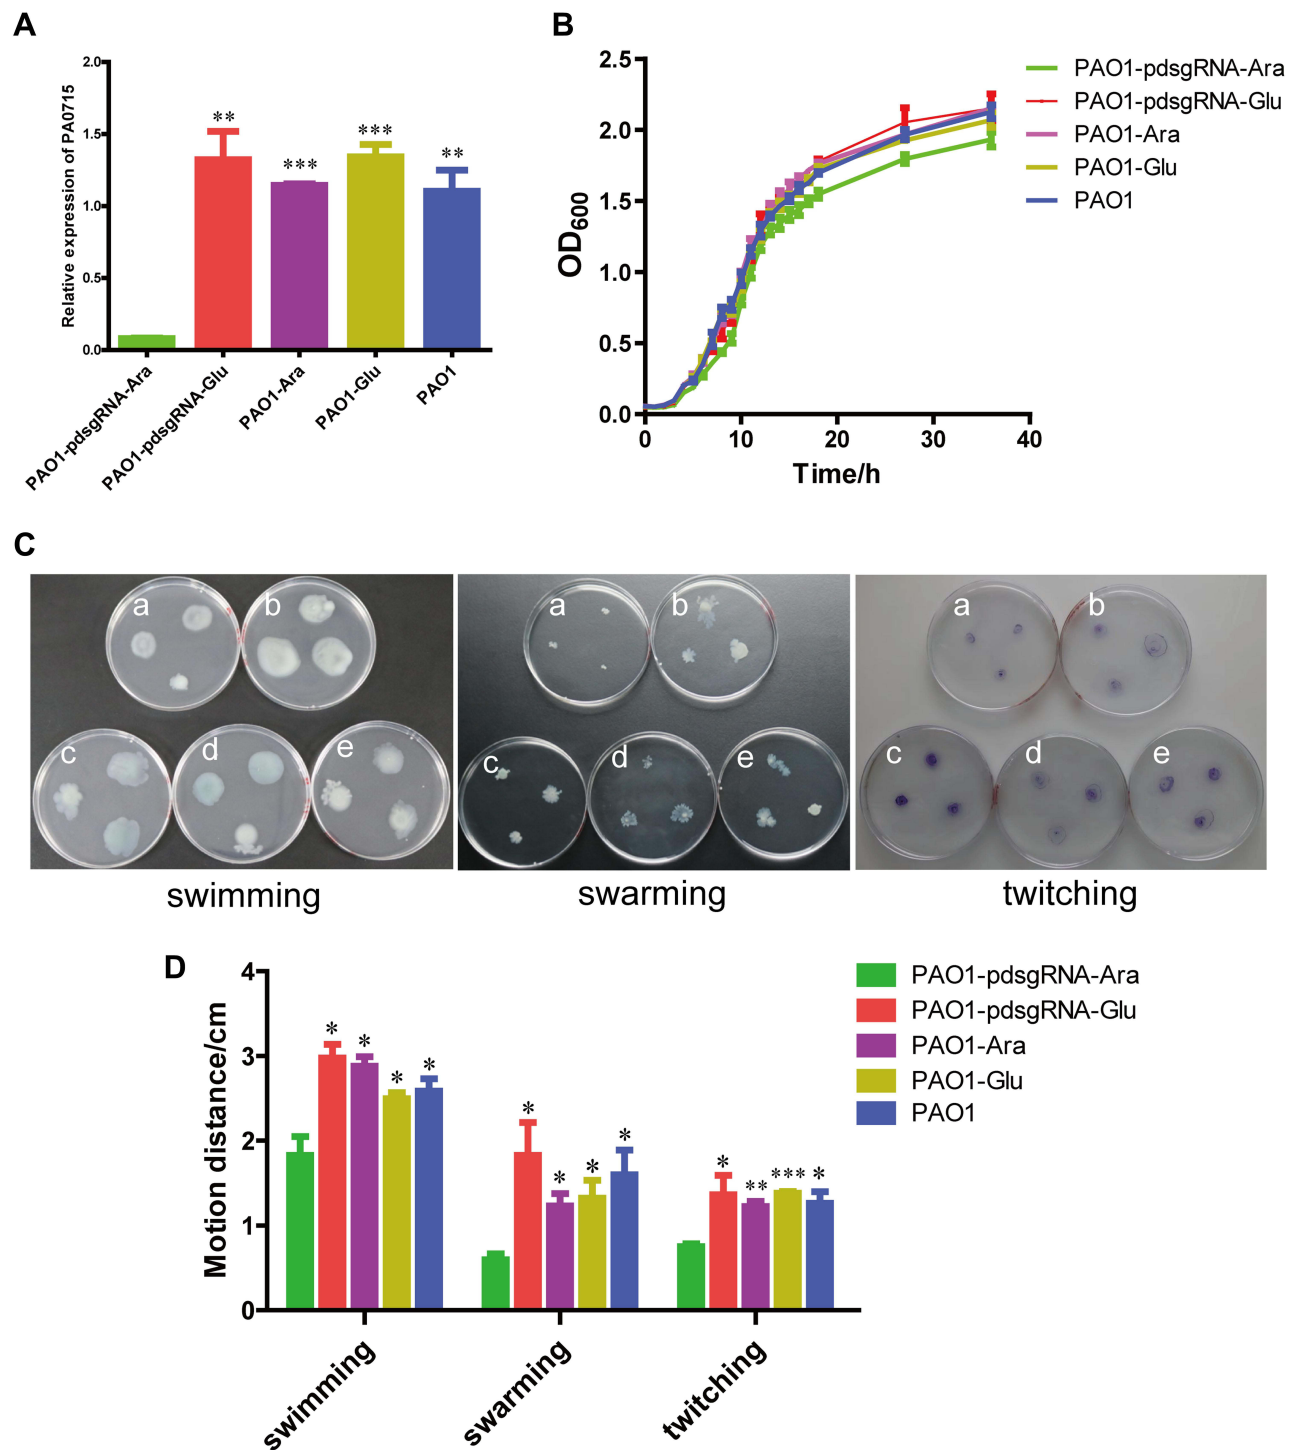 A
Relative expression of PA0715
2.0
1.5
1.0
0.5
0.0
**
***
***
**
PAO1-pdsgRNA-Ara
PAO1-pdsgRNA-Glu
PAO1-Ara
PAO1-Glu
PAO1
B
OD600
2.5
2.0
1.5
1.0
0.5
0.0
0 10 20 30 40
Time/h
PAO1-pdsgRNA-Ara
PAO1-pdsgRNA-Glu
PAO1-Ara
PAO1-Glu
PAO1
C
a b
c d e
swimming
a b
c d e
swarming
a b
c d e
twitching
D
Motion distance/cm
4
3
2
1
0
* * * *
* * * *
* ** *** *
swimming
swarming
twitching
PAO1-pdsgRNA-Ara
PAO1-pdsgRNA-Glu
PAO1-Ara
PAO1-Glu
PAO1